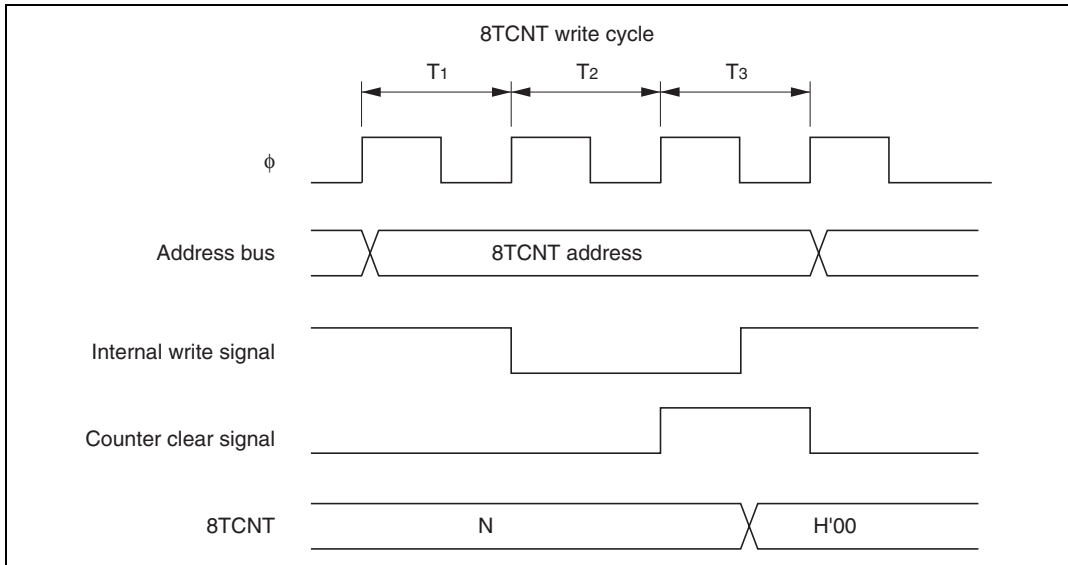 8TCNT write cycle
T1 T2 T3
ϕ
Address bus 8TCNT address
Internal write signal
Counter clear signal
8TCNT N H'00